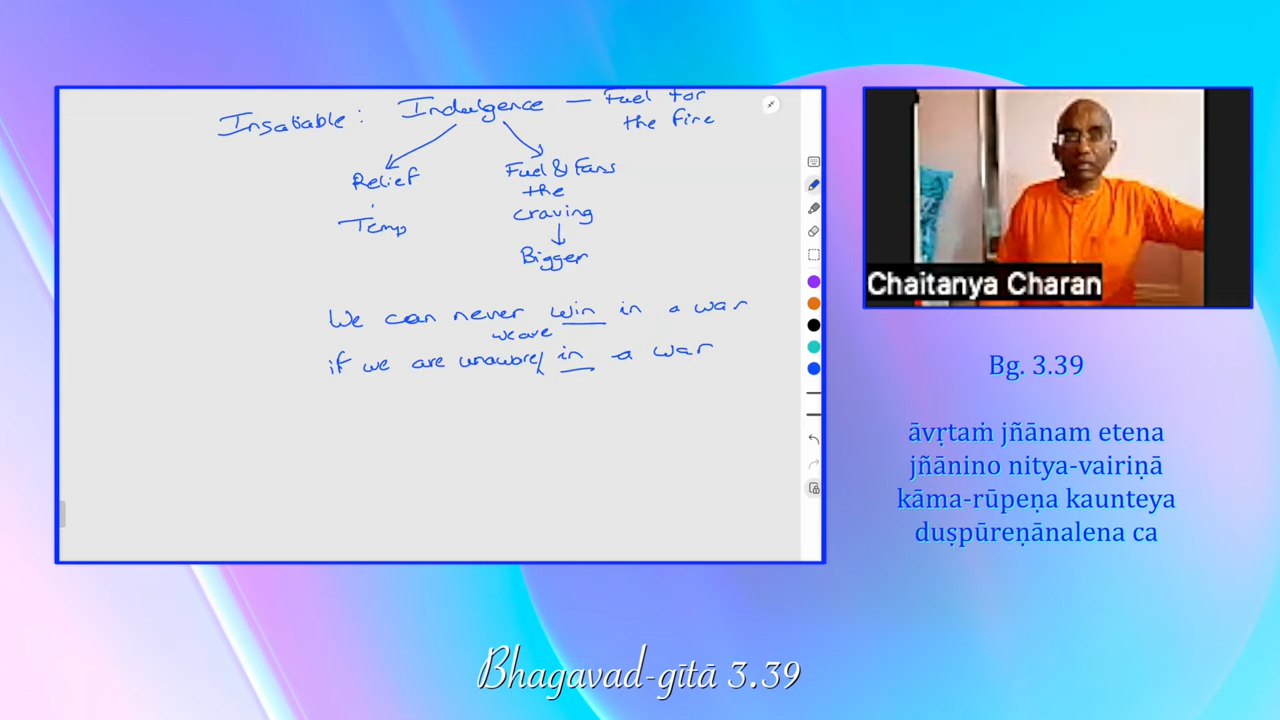 Insatiable : Indulgence — Fuel for
the fire
Relief
Temp
Fuel & Fans
the
craving
Bigger
We can never win in a war
we are
if we are unaware in a war
Chaitanya Charan
Bg. 3.39
āvṛtaṁ jñānam etena
jñānino nitya-vairiṇā
kāma-rūpeṇa kaunteya
duṣpūreṇānalena ca
Bhagavad-gītā 3.39